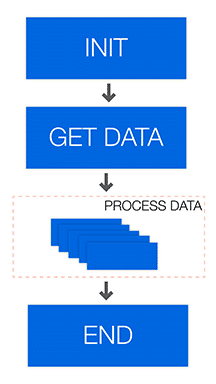 INIT
GET DATA
PROCESS DATA
END